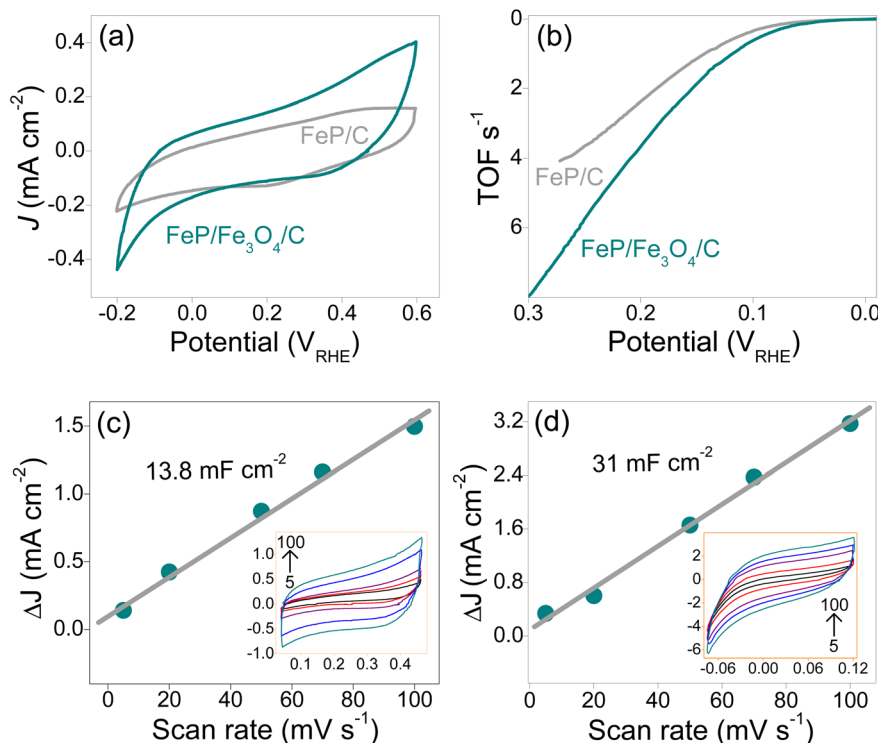 (a)
J (mA cm⁻²)
0.4
0.2
0.0
-0.2
-0.4
FeP/C
FeP/Fe₃O₄/C
-0.2 0.0 0.2 0.4 0.6
Potential (V_RHE)
(b)
TOF s⁻¹
0
2
4
6
FeP/C
FeP/Fe₃O₄/C
0.3 0.2 0.1 0.0
Potential (V_RHE)
(c)
ΔJ (mA cm⁻²)
1.5
1.0
0.5
0.0
13.8 mF cm⁻²
100
5
1.0
0.5
0.0
-0.5
-1.0
0.1 0.2 0.3 0.4
0 20 40 60 80 100
Scan rate (mV s⁻¹)
(d)
ΔJ (mA cm⁻²)
3.2
2.4
1.6
0.8
0.0
31 mF cm⁻²
2
0
-2
-4
-6
100
5
-0.06 0.00 0.06 0.12
0 20 40 60 80 100
Scan rate (mV s⁻¹)